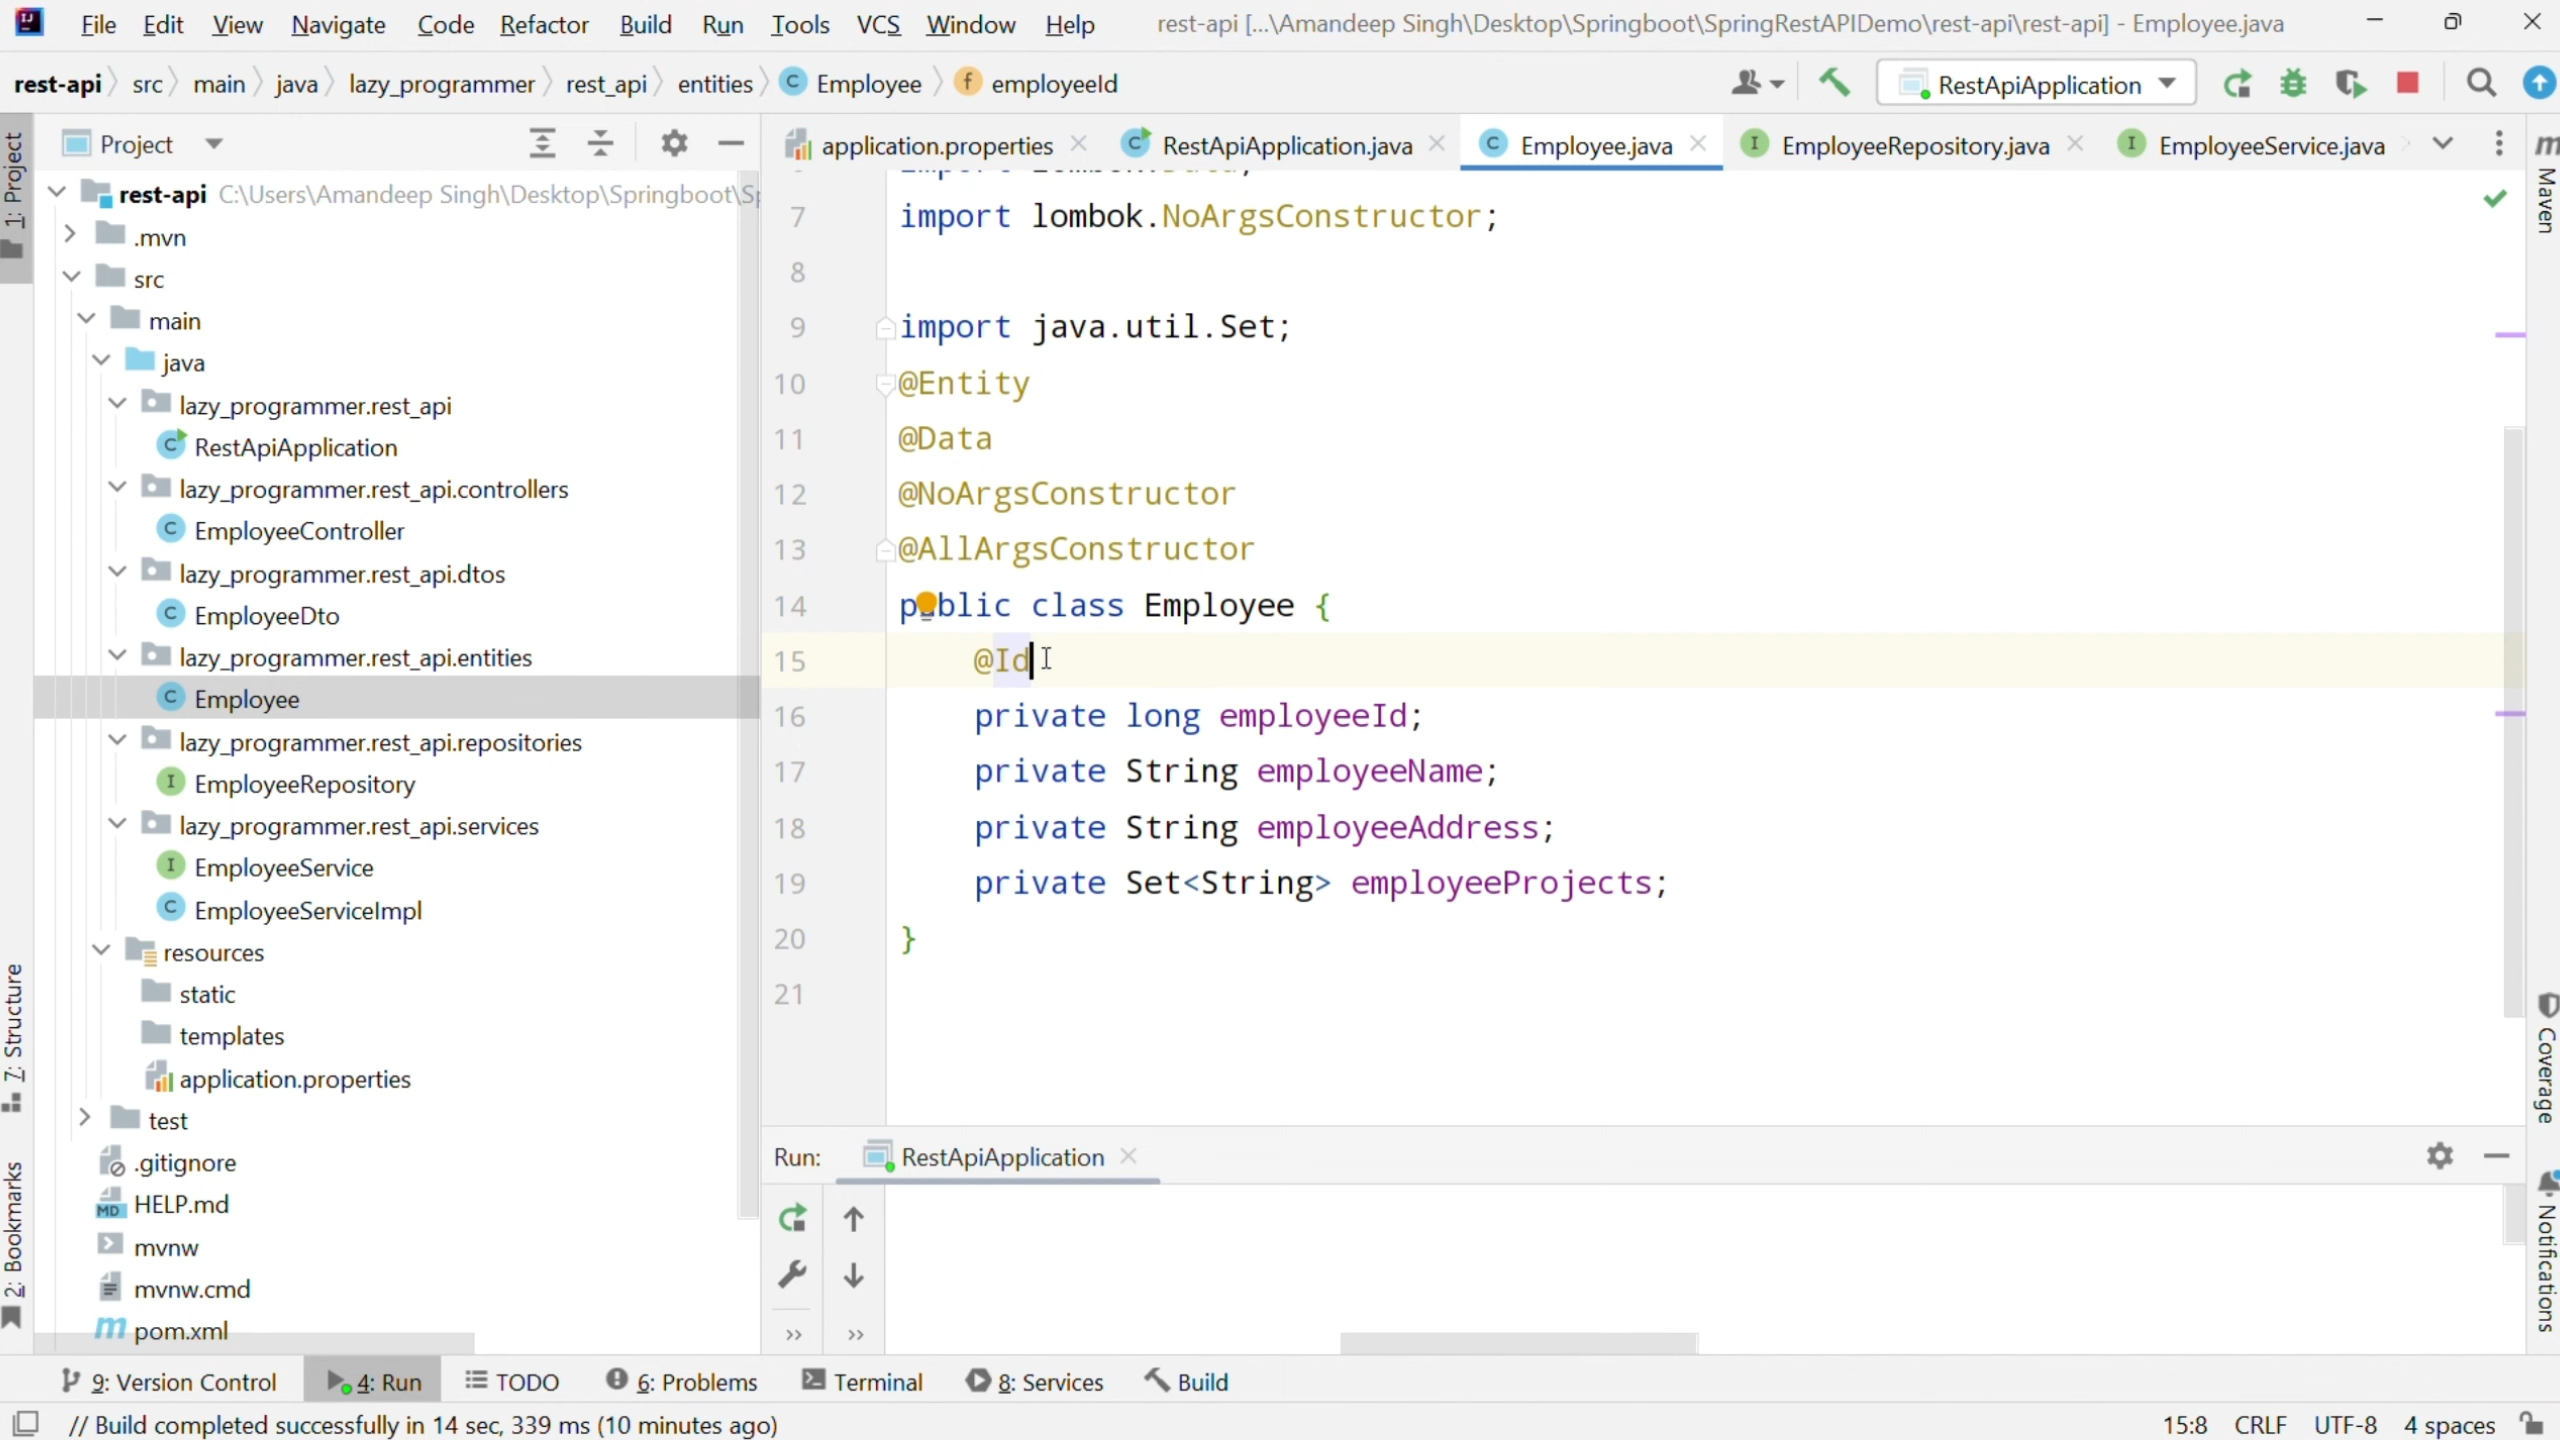 File Edit View Navigate Code Refactor Build Run Tools VCS Window Help rest-api [...\Amandeep Singh\Desktop\Springboot\SpringRestAPIDemo\rest-api\rest-api] - Employee.java
rest-api src main java lazy_programmer rest_api entities C Employee f employeeId RestApiApplication
1: Project
Project
application.properties RestApiApplication.java Employee.java EmployeeRepository.java EmployeeService.java
Maven
rest-api C:\Users\Amandeep Singh\Desktop\Springboot\
.mvn
src
main
java
lazy_programmer.rest_api
RestApiApplication
lazy_programmer.rest_api.controllers
EmployeeController
lazy_programmer.rest_api.dtos
EmployeeDto
lazy_programmer.rest_api.entities
Employee
lazy_programmer.rest_api.repositories
EmployeeRepository
lazy_programmer.rest_api.services
EmployeeService
EmployeeServiceImpl
resources
static
templates
application.properties
test
.gitignore
HELP.md
mvnw
mvnw.cmd
pom.xml
7: Structure
2: Bookmarks
7 import lombok.NoArgsConstructor;
8
9 import java.util.Set;
10 @Entity
11 @Data
12 @NoArgsConstructor
13 @AllArgsConstructor
14 public class Employee {
15 @Id
16 private long employeeId;
17 private String employeeName;
18 private String employeeAddress;
19 private Set<String> employeeProjects;
20 }
21
Coverage
Notifications
Run: RestApiApplication
9: Version Control 4: Run TODO 6: Problems Terminal 8: Services Build
// Build completed successfully in 14 sec, 339 ms (10 minutes ago) 15:8 CRLF UTF-8 4 spaces